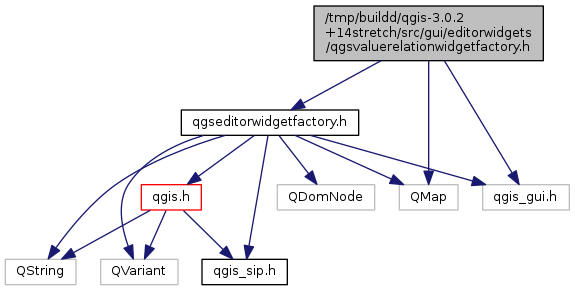 /tmp/buildd/qgis-3.0.2
+14stretch/src/gui/editorwidgets
/qgsvaluerelationwidgetfactory.h
qgseditorwidgetfactory.h
qgis.h
QDomNode
QMap
qgis_gui.h
QString
QVariant
qgis_sip.h